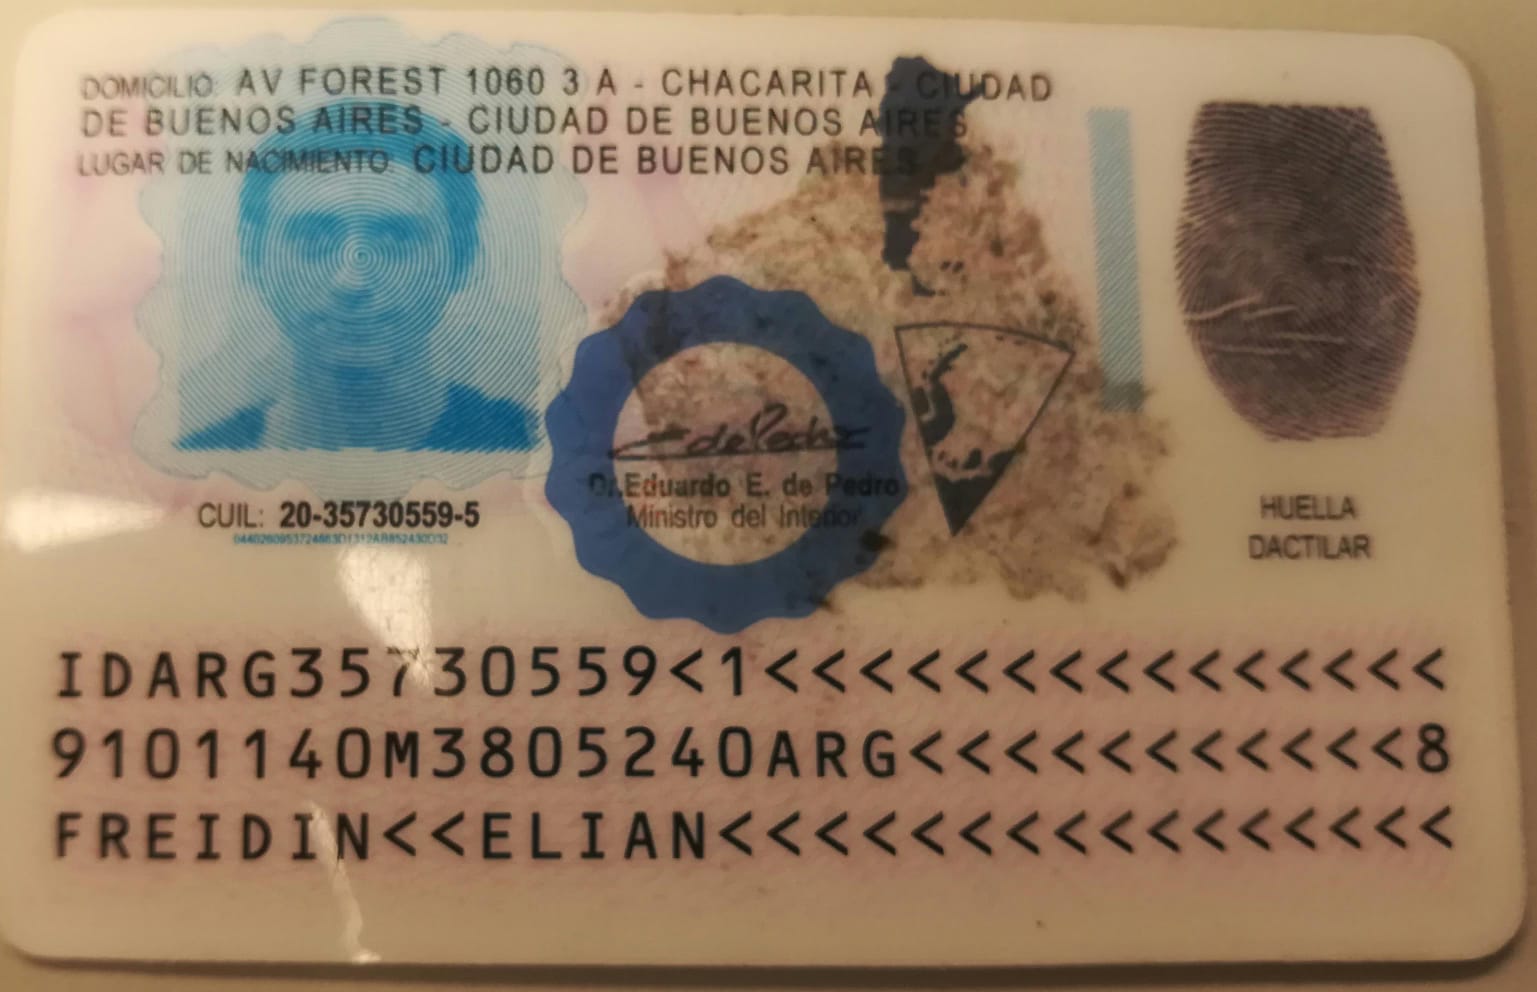 DOMICILIO: AV FOREST 1060 3 A - CHACARITA - CIUDAD
DE BUENOS AIRES - CIUDAD DE BUENOS AIRES
LUGAR DE NACIMIENTO: CIUDAD DE BUENOS AIRES
CUIL: 20-35730559-5
Dr. Eduardo E. de Pedro
Ministro del Interior
HUELLA
DACTILAR
IDARG35730559<1<<<<<<<<<<<<<<<
9101140M3805240ARG<<<<<<<<<<<8
FREIDIN<<ELIAN<<<<<<<<<<<<<<<<